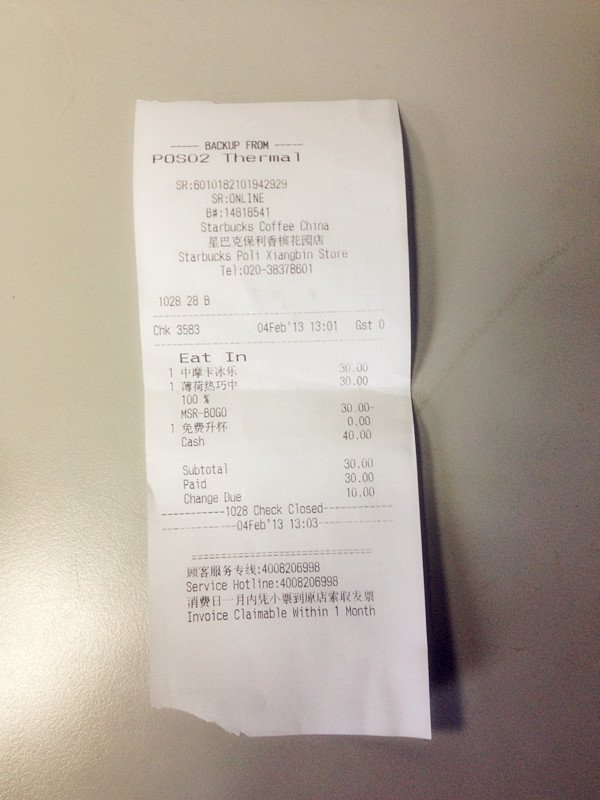 ----- BACKUP FROM -----
POS02 Thermal
SR:6010182101942929
SR:ONLINE
B#:14818541
Starbucks Coffee China
星巴克保利香槟花园店
Starbucks Poli Xiangbin Store
Tel:020-38378601
1028 28 B
Chk 3583 04Feb'13 13:01 Gst 0
Eat In
1 中摩卡冰乐 30.00
1 薄荷热巧中 30.00
100 %
MSR-BOGO 30.00-
1 免费升杯 0.00
Cash 40.00
Subtotal 30.00
Paid 30.00
Change Due 10.00
-----------1028 Check Closed--------------
-------------04Feb'13 13:03---------------
==============================
顾客服务专线:4008206998
Service Hotline:4008206998
消费日一月内凭小票到原店索取发票
Invoice Claimable Within 1 Month